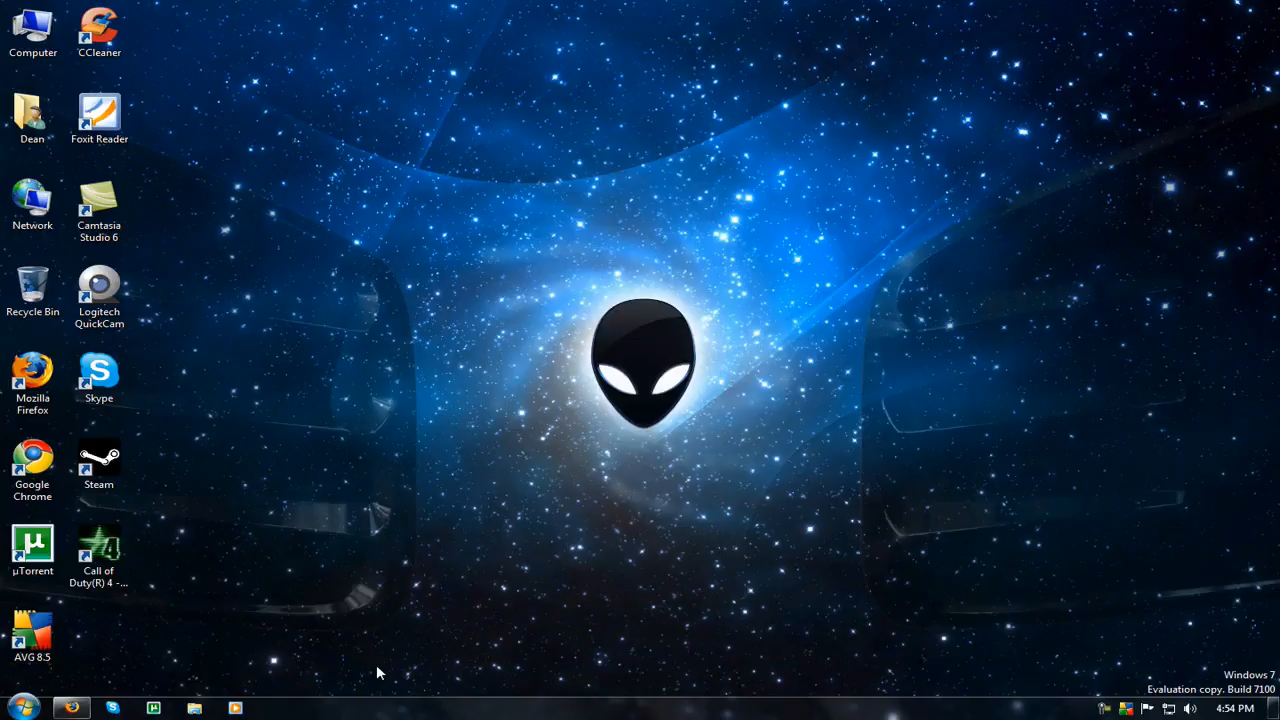 Computer
CCleaner
Dean
Foxit Reader
Network
Camtasia
Studio 6
Recycle Bin
Logitech
QuickCam
Mozilla
Firefox
Skype
Google
Chrome
Steam
µTorrent
Call of
Duty(R) 4 -...
AVG 8.5
Windows 7
Evaluation copy. Build 7100
4:54 PM